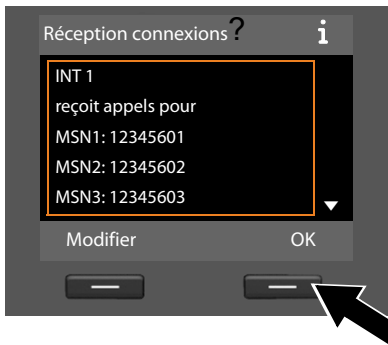 Réception connexions? i
INT 1
reçoit appels pour
MSN1: 12345601
MSN2: 12345602
MSN3: 12345603
Modifier OK